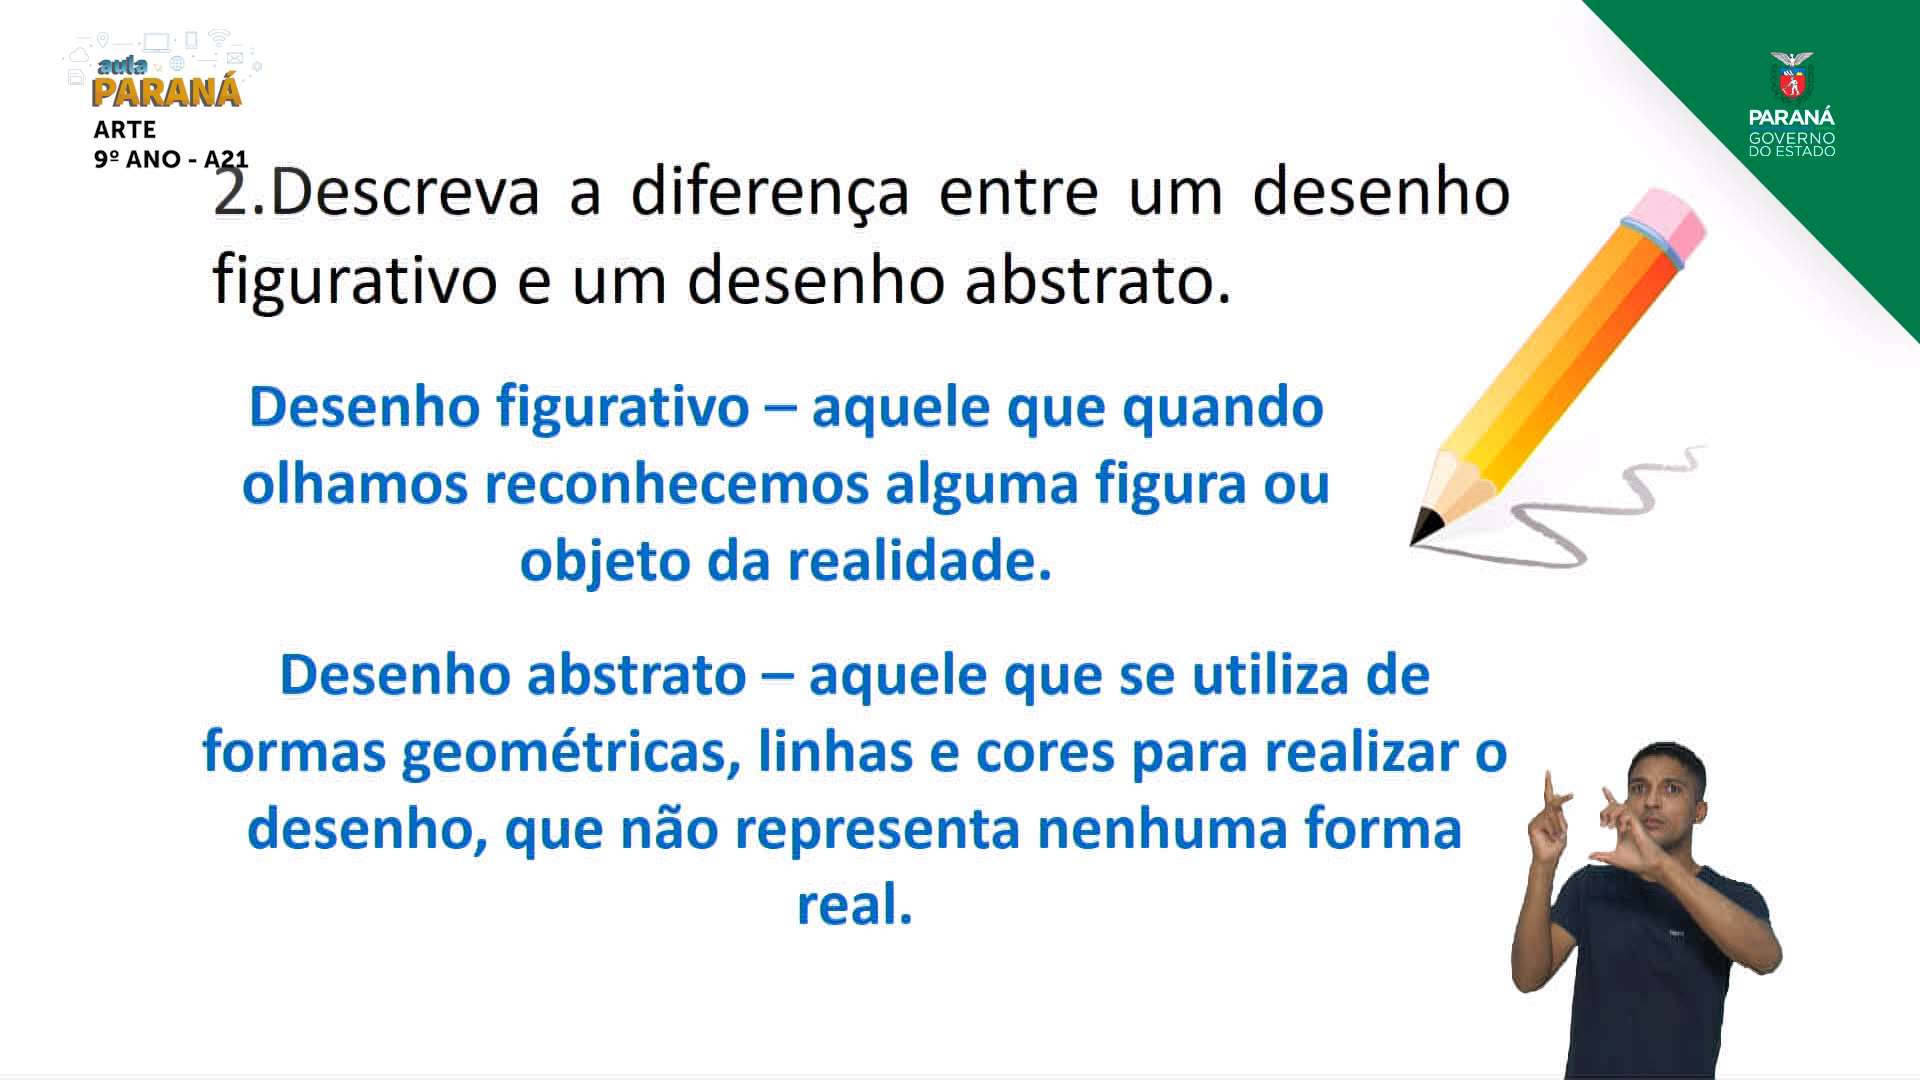 aula
PARANÁ
ARTE
9º ANO - A21
PARANÁ
GOVERNO
DO ESTADO
2.Descreva a diferença entre um desenho
figurativo e um desenho abstrato.
Desenho figurativo – aquele que quando
olhamos reconhecemos alguma figura ou
objeto da realidade.
Desenho abstrato – aquele que se utiliza de
formas geométricas, linhas e cores para realizar o
desenho, que não representa nenhuma forma
real.